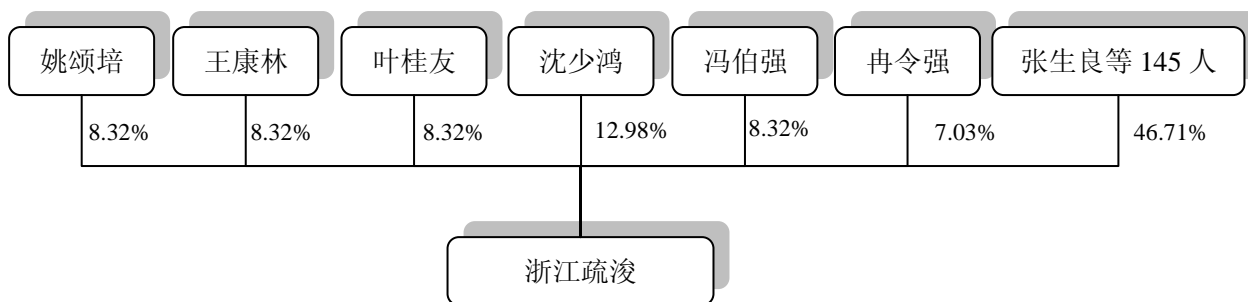 姚颂培 王康林 叶桂友 沈少鸿 冯伯强 冉令强 张生良等 145 人
8.32% 8.32% 8.32% 12.98% 8.32% 7.03% 46.71%
浙江疏浚